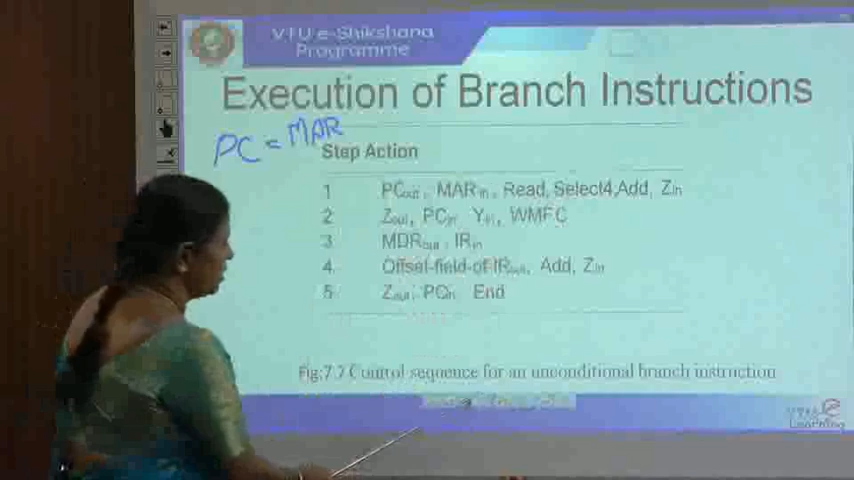 VTU e-Shikshana
Programme
Execution of Branch Instructions
PC = MAR
Step Action
1 PCout, MARin, Read, Select4,Add, Zin
2 Zout, PCin, Yin, WMFC
3 MDRout, IRin
4 Offset-field-of-IRout, Add, Zin
5 Zout, PCin, End
Fig:7.7 Control sequence for an unconditional branch instruction
Learning